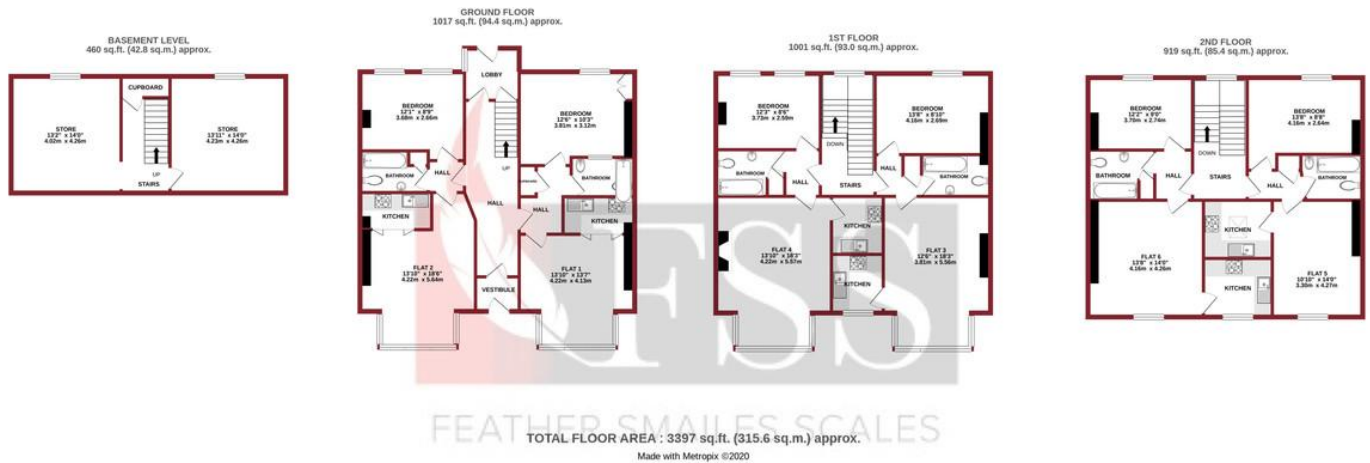 BASEMENT LEVEL
460 sq.ft. (42.8 sq.m.) approx.
CUPBOARD
STORE
13'2" x 14'0"
4.02m x 4.26m
STORE
13'11" x 14'0"
4.23m x 4.26m
UP
STAIRS
GROUND FLOOR
1017 sq.ft. (94.4 sq.m.) approx.
LOBBY
BEDROOM
12'1" x 8'9"
3.68m x 2.66m
BEDROOM
12'6" x 10'3"
3.81m x 3.12m
UP
BATHROOM
HALL
BATHROOM
HALL
KITCHEN
HALL
KITCHEN
FLAT 2
13'10" x 18'6"
4.22m x 5.64m
FLAT 1
13'10" x 13'7"
4.22m x 4.13m
VESTIBULE
1ST FLOOR
1001 sq.ft. (93.0 sq.m.) approx.
BEDROOM
12'3" x 8'6"
3.73m x 2.59m
BEDROOM
13'8" x 8'10"
4.16m x 2.69m
DOWN
BATHROOM
HALL
STAIRS
HALL
BATHROOM
KITCHEN
FLAT 4
13'10" x 18'3"
4.22m x 5.57m
FLAT 3
12'6" x 18'3"
3.81m x 5.56m
KITCHEN
2ND FLOOR
919 sq.ft. (85.4 sq.m.) approx.
BEDROOM
12'2" x 9'0"
3.70m x 2.74m
BEDROOM
13'8" x 8'8"
4.16m x 2.64m
DOWN
BATHROOM
HALL
STAIRS
HALL
BATHROOM
KITCHEN
FLAT 6
13'8" x 14'0"
4.16m x 4.26m
FLAT 5
10'10" x 14'0"
3.30m x 4.27m
KITCHEN
FSS
FEATHER SMAILES SCALES
TOTAL FLOOR AREA : 3397 sq.ft. (315.6 sq.m.) approx.
Made with Metropix ©2020